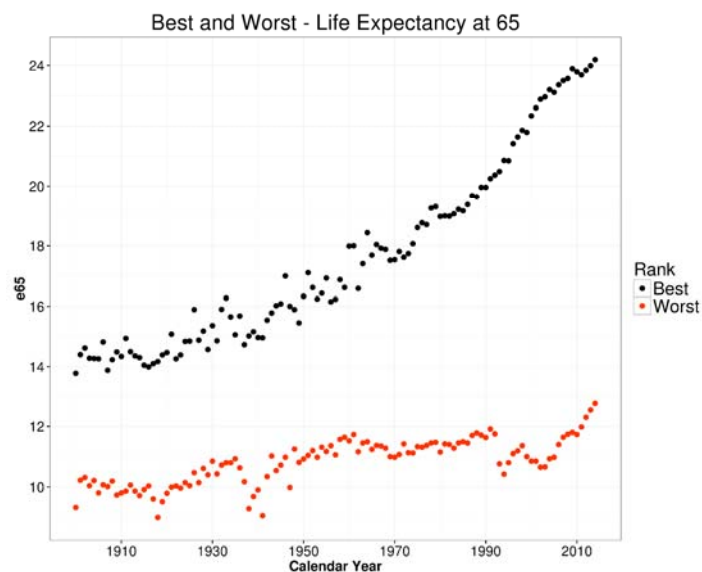 Best and Worst - Life Expectancy at 65
24
22
20
18
16
14
12
10
e65
1910
1930
1950
1970
1990
2010
Calendar Year
Rank
Best
Worst